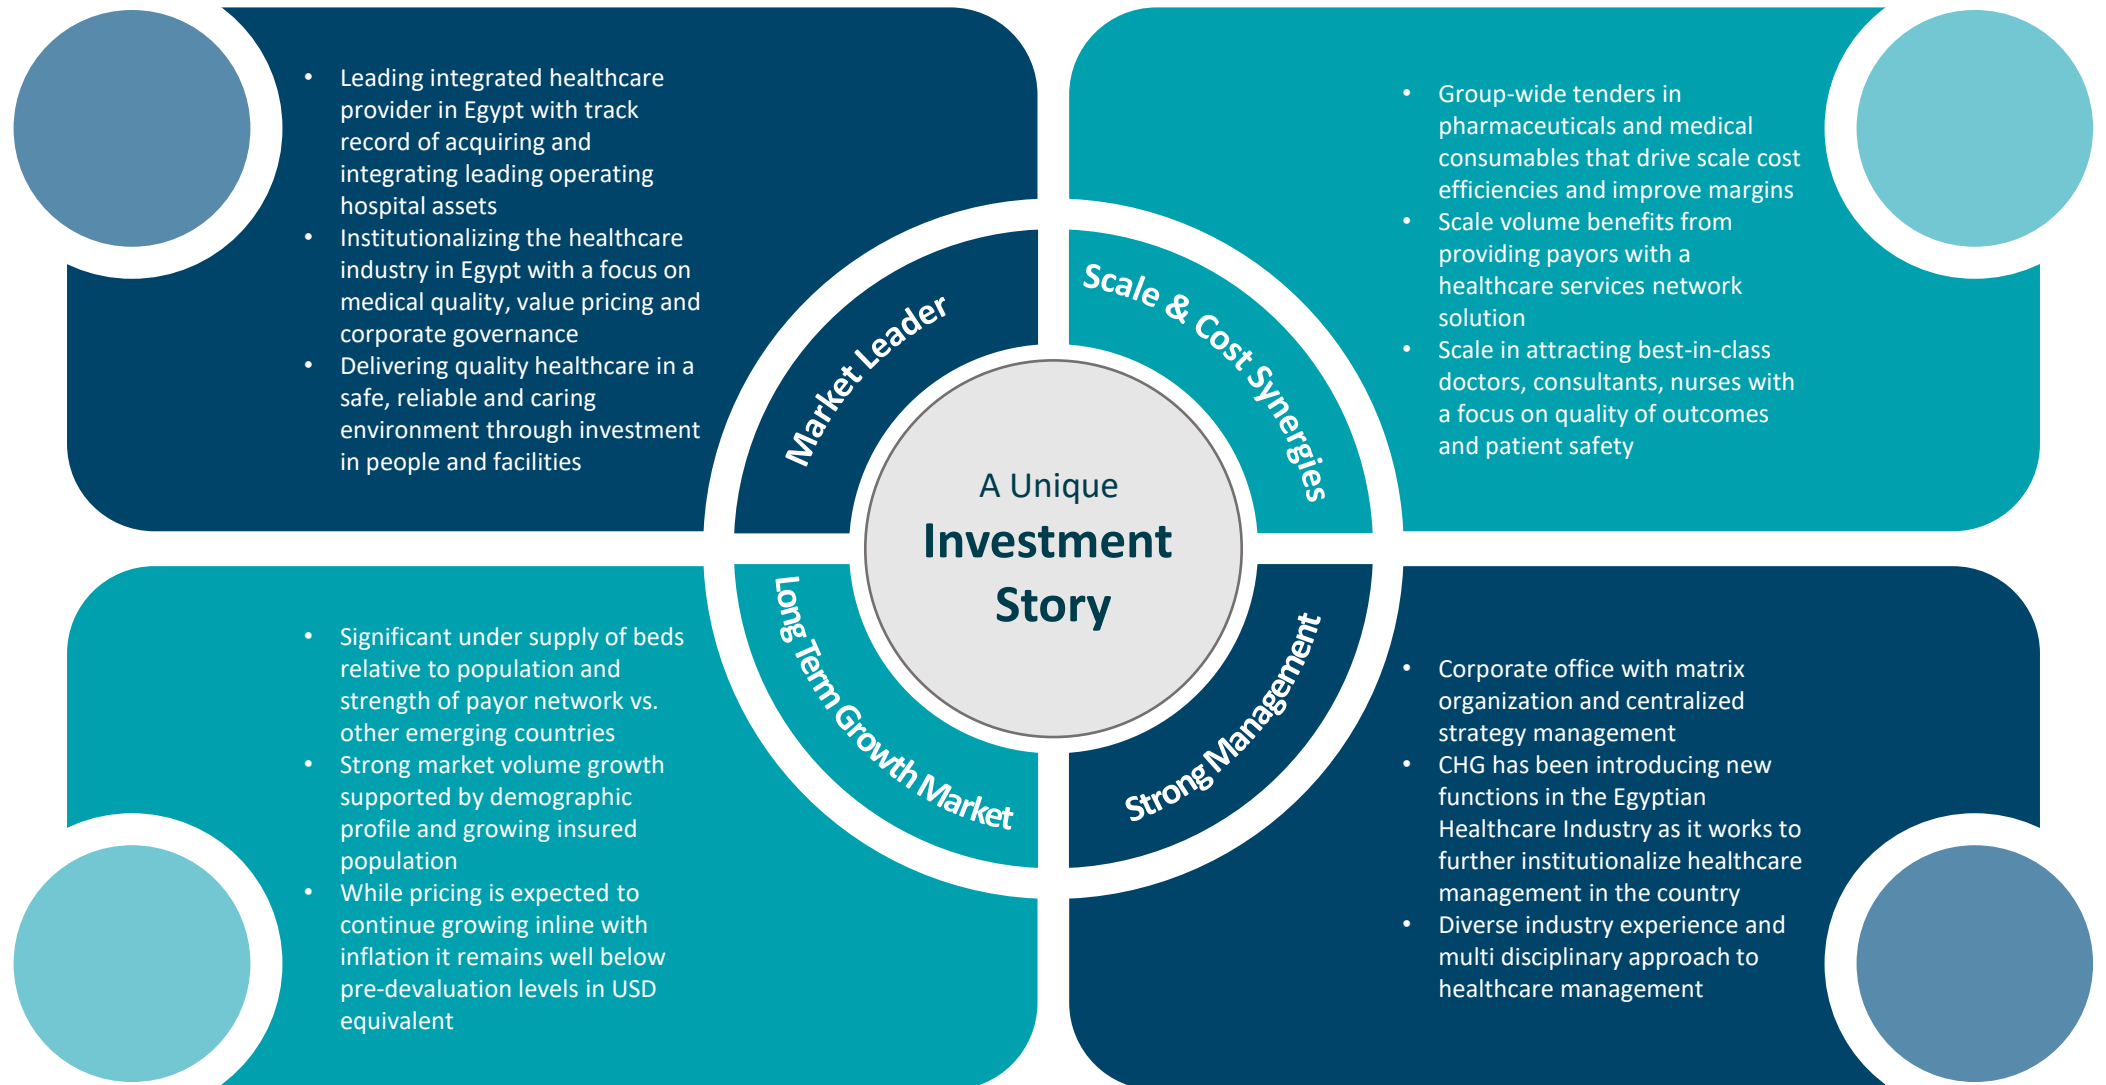 • Leading integrated healthcare
provider in Egypt with track
record of acquiring and
integrating leading operating
hospital assets
• Institutionalizing the healthcare
industry in Egypt with a focus on
medical quality, value pricing and
corporate governance
• Delivering quality healthcare in a
safe, reliable and caring
environment through investment
in people and facilities
Market Leader
• Group-wide tenders in
pharmaceuticals and medical
consumables that drive scale cost
efficiencies and improve margins
• Scale volume benefits from
providing payors with a
healthcare services network
solution
• Scale in attracting best-in-class
doctors, consultants, nurses with
a focus on quality of outcomes
and patient safety
Scale & Cost Synergies
A Unique
Investment
Story
• Significant under supply of beds
relative to population and
strength of payor network vs.
other emerging countries
• Strong market volume growth
supported by demographic
profile and growing insured
population
• While pricing is expected to
continue growing inline with
inflation it remains well below
pre-devaluation levels in USD
equivalent
Long Term Growth Market
Strong Management
• Corporate office with matrix
organization and centralized
strategy management
• CHG has been introducing new
functions in the Egyptian
Healthcare Industry as it works to
further institutionalize healthcare
management in the country
• Diverse industry experience and
multi disciplinary approach to
healthcare management